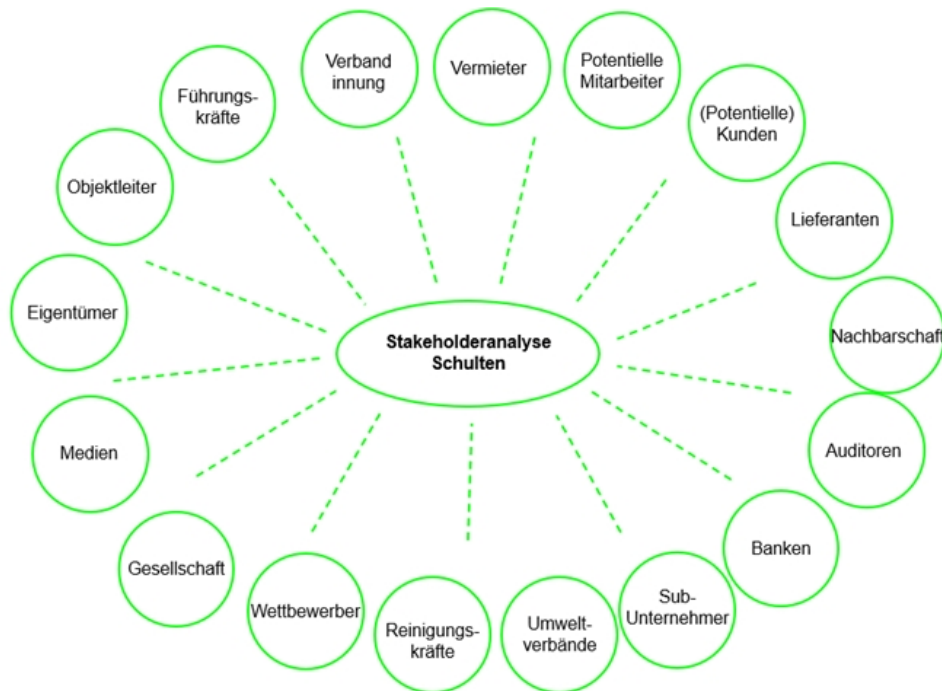 Verband
innung
Vermieter
Potentielle
Mitarbeiter
(Potentielle)
Kunden
Führungs-
kräfte
Objektleiter
Lieferanten
Eigentümer
Nachbarschaft
Stakeholderanalyse
Schulten
Medien
Auditoren
Gesellschaft
Banken
Wettbewerber
Reinigungs-
kräfte
Umwelt-
verbände
Sub-
Unternehmer